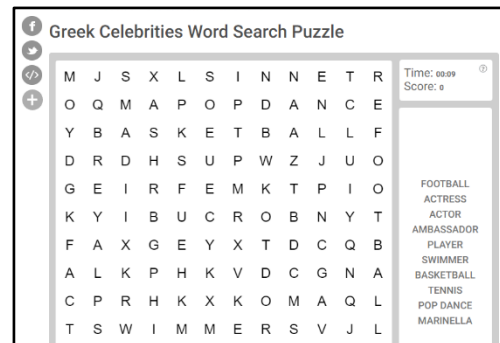 Greek Celebrities Word Search Puzzle
M J S X L S I N N E T R
O Q M A P O P D A N C E
Y B A S K E T B A L L F
D R D H S U P W Z J U O
G E I R F E M K T P I O
K Y I B U C R O B N Y T
F A X G E Y X T D C Q B
A L K P H K V D C G N A
C P R H K X K O M A Q L
T S W I M M E R S V J L
Time: 00:09
Score: 0
FOOTBALL
ACTRESS
ACTOR
AMBASSADOR
PLAYER
SWIMMER
BASKETBALL
TENNIS
POP DANCE
MARINELLA